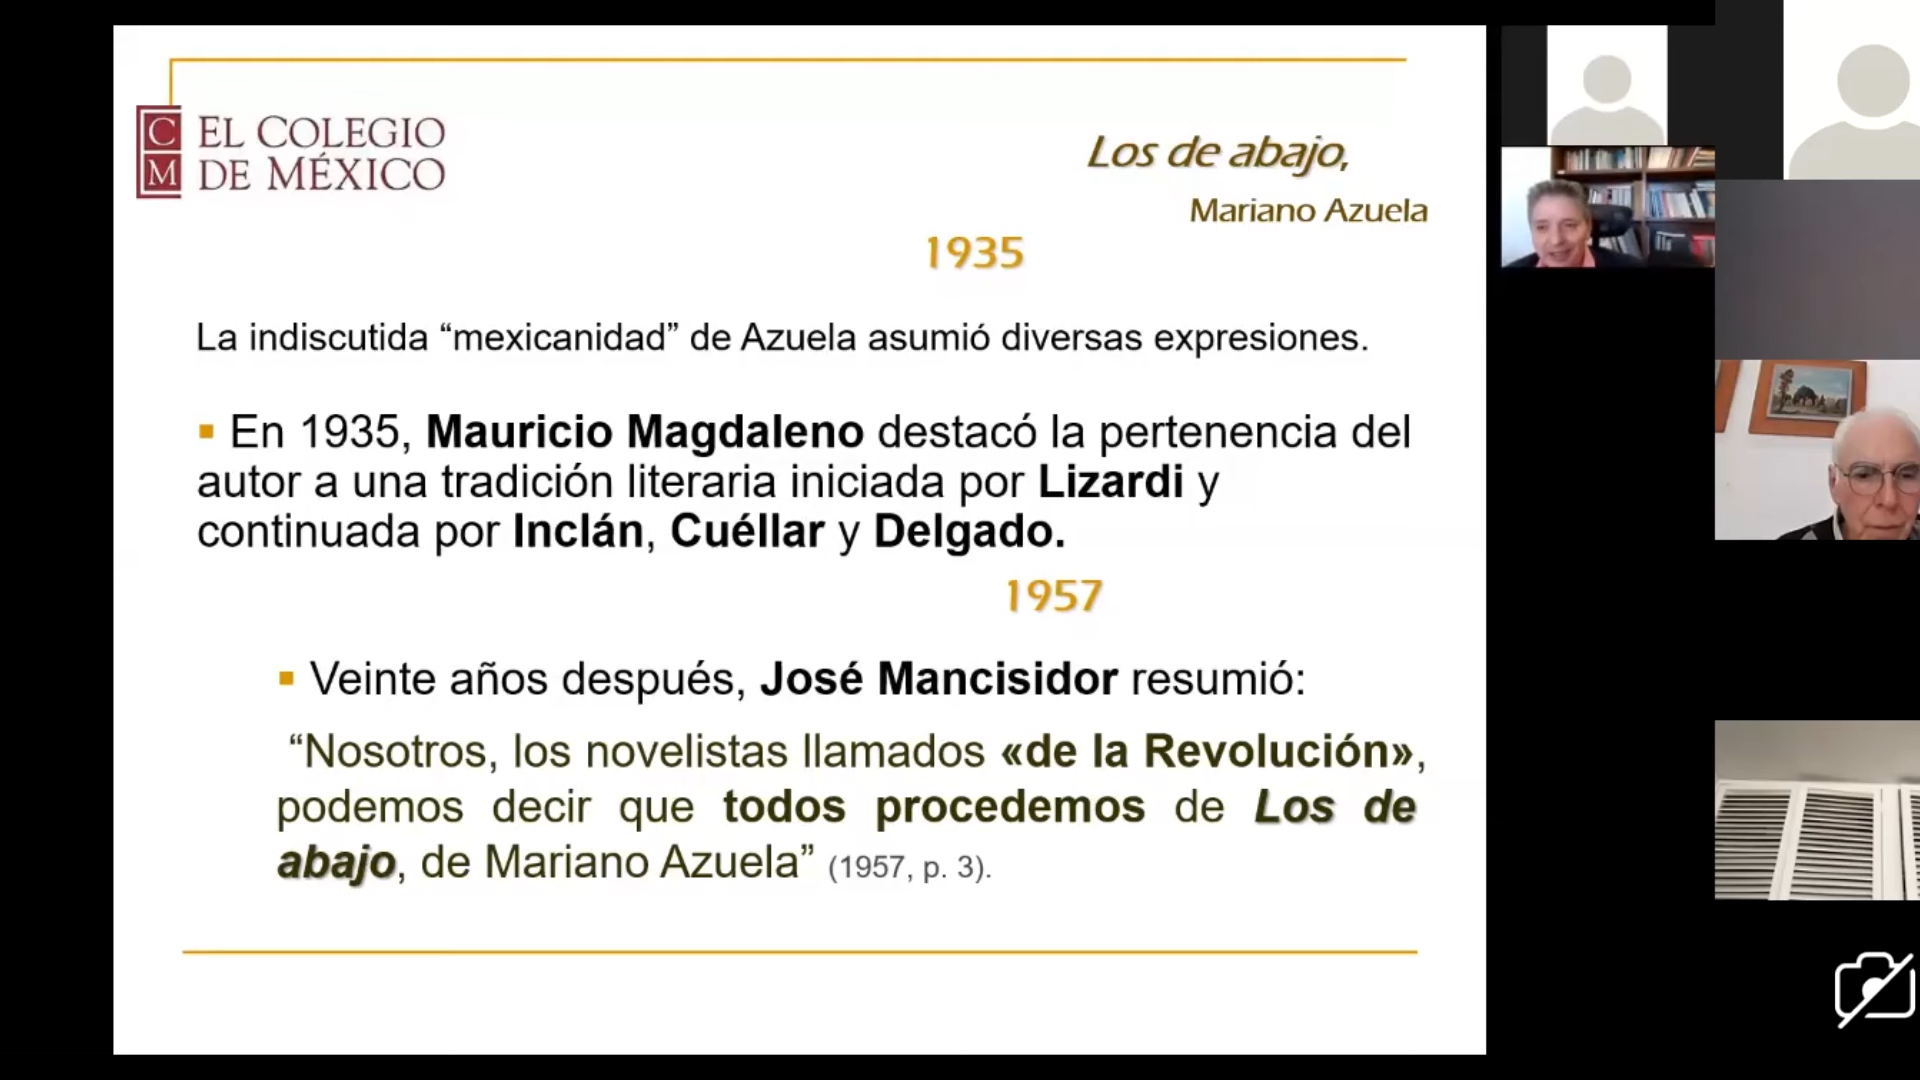 C
M
EL COLEGIO
DE MÉXICO
Los de abajo,
Mariano Azuela
1935
La indiscutida “mexicanidad” de Azuela asumió diversas expresiones.
▪ En 1935, Mauricio Magdaleno destacó la pertenencia del
autor a una tradición literaria iniciada por Lizardi y
continuada por Inclán, Cuéllar y Delgado.
1957
▪ Veinte años después, José Mancisidor resumió:
“Nosotros, los novelistas llamados «de la Revolución»,
podemos decir que todos procedemos de Los de
abajo, de Mariano Azuela” (1957, p. 3).